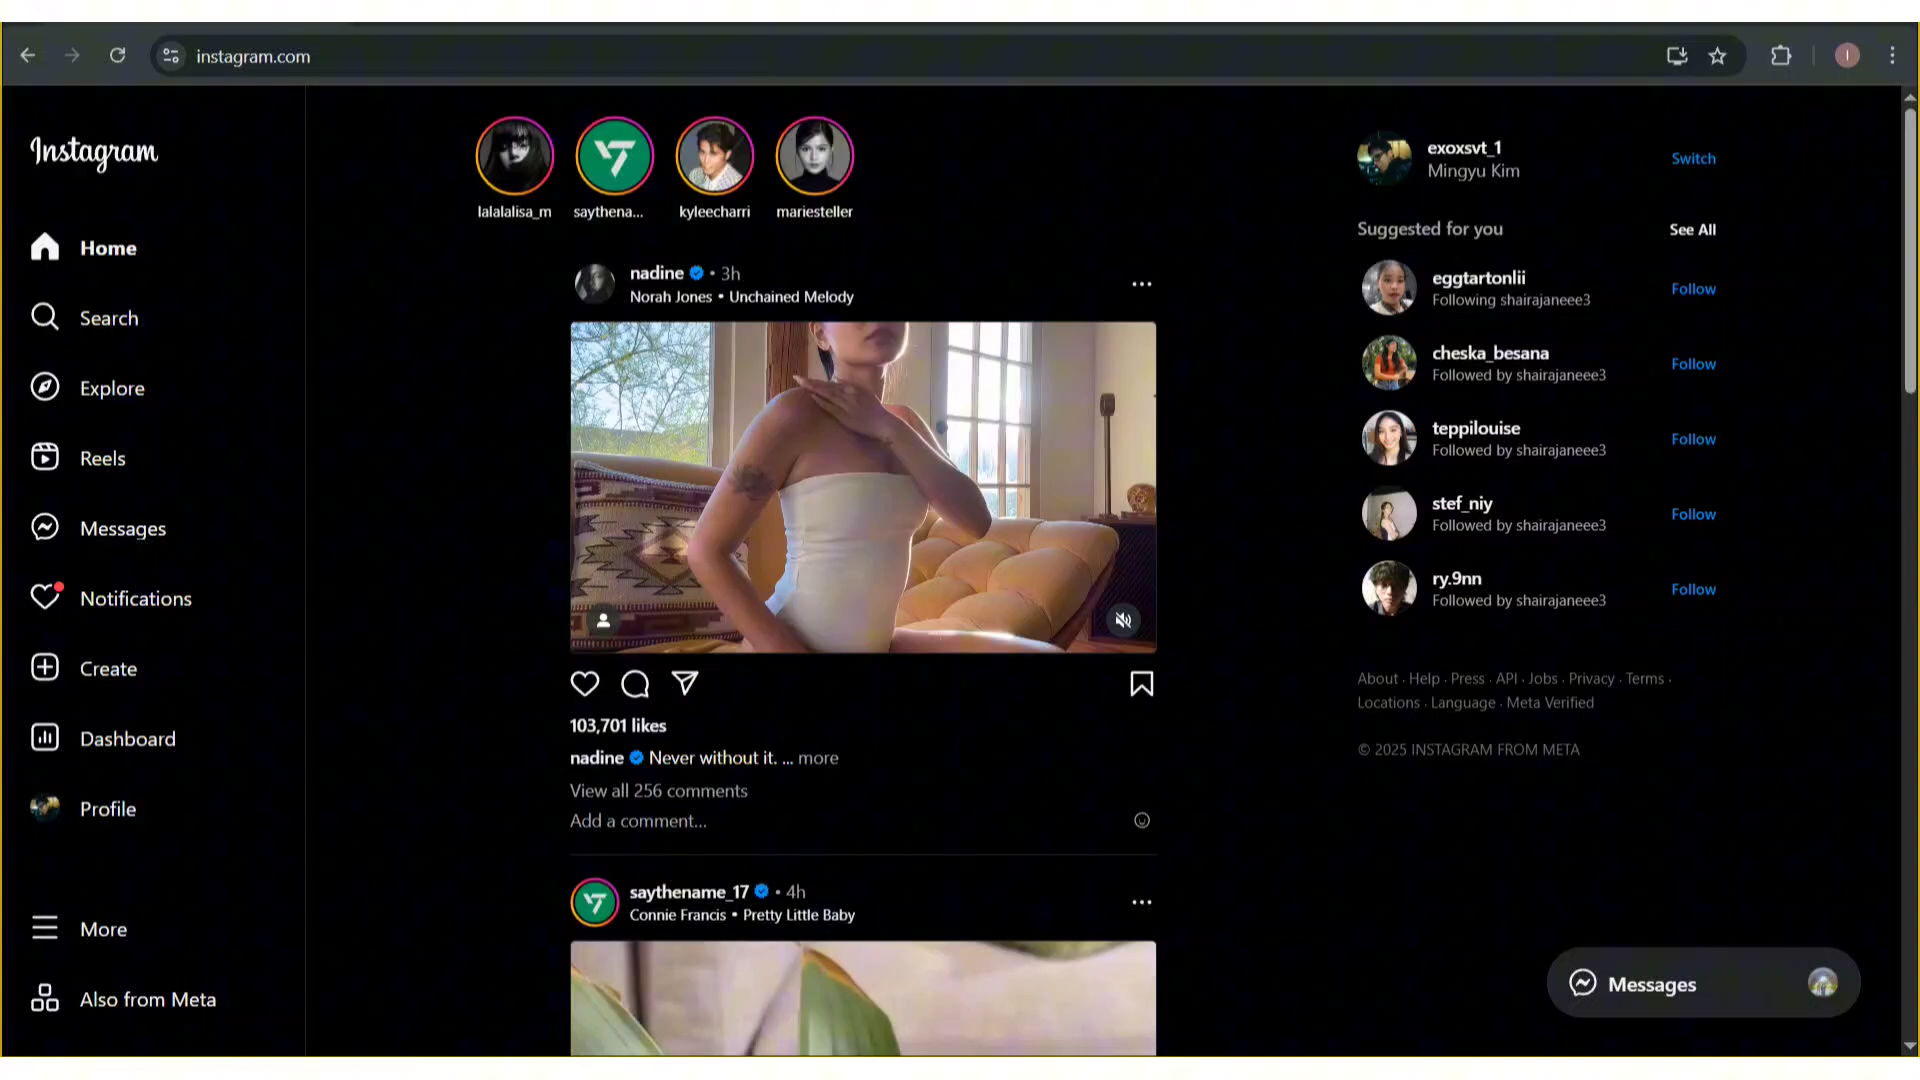 instagram.com
I
Instagram
Home
Search
Explore
Reels
Messages
Notifications
Create
Dashboard
Profile
More
Also from Meta
lalalalisa_m
saythena...
kyleecharri
mariesteller
nadine • 3h
Norah Jones • Unchained Melody
103,701 likes
nadine Never without it. ... more
View all 256 comments
Add a comment...
saythename_17 • 4h
Connie Francis • Pretty Little Baby
exoxsvt_1
Mingyu Kim
Switch
Suggested for you
See All
eggtartonlii
Following shairajaneee3
Follow
cheska_besana
Followed by shairajaneee3
Follow
teppilouise
Followed by shairajaneee3
Follow
stef_niy
Followed by shairajaneee3
Follow
ry.9nn
Followed by shairajaneee3
Follow
About · Help · Press · API · Jobs · Privacy · Terms ·
Locations · Language · Meta Verified
© 2025 INSTAGRAM FROM META
Messages